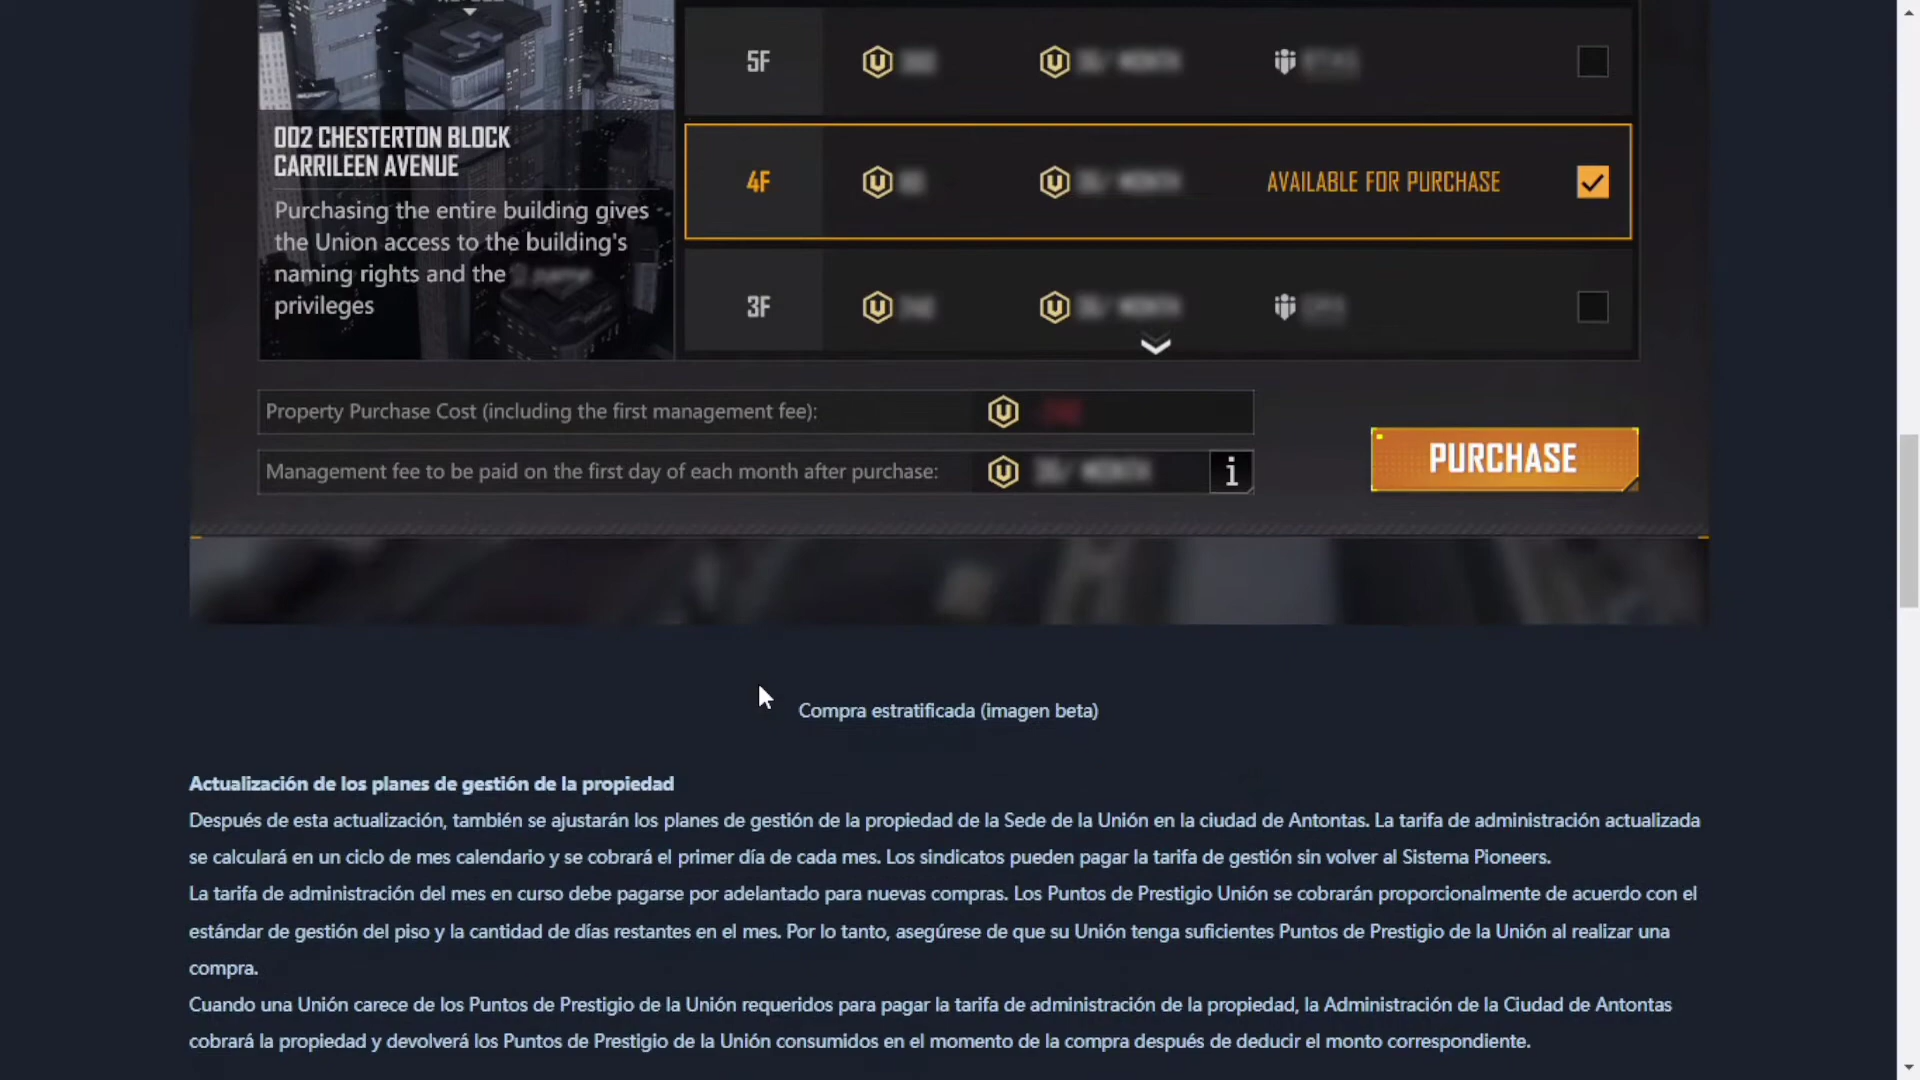 5F
002 CHESTERTON BLOCK
CARRILEEN AVENUE
Purchasing the entire building gives
the Union access to the building's
naming rights and the
privileges
4F AVAILABLE FOR PURCHASE
3F
Property Purchase Cost (including the first management fee):
Management fee to be paid on the first day of each month after purchase:
i
PURCHASE
Compra estratificada (imagen beta)
Actualización de los planes de gestión de la propiedad
Después de esta actualización, también se ajustarán los planes de gestión de la propiedad de la Sede de la Unión en la ciudad de Antontas. La tarifa de administración actualizada
se calculará en un ciclo de mes calendario y se cobrará el primer día de cada mes. Los sindicatos pueden pagar la tarifa de gestión sin volver al Sistema Pioneers.
La tarifa de administración del mes en curso debe pagarse por adelantado para nuevas compras. Los Puntos de Prestigio Unión se cobrarán proporcionalmente de acuerdo con el
estándar de gestión del piso y la cantidad de días restantes en el mes. Por lo tanto, asegúrese de que su Unión tenga suficientes Puntos de Prestigio de la Unión al realizar una
compra.
Cuando una Unión carece de los Puntos de Prestigio de la Unión requeridos para pagar la tarifa de administración de la propiedad, la Administración de la Ciudad de Antontas
cobrará la propiedad y devolverá los Puntos de Prestigio de la Unión consumidos en el momento de la compra después de deducir el monto correspondiente.